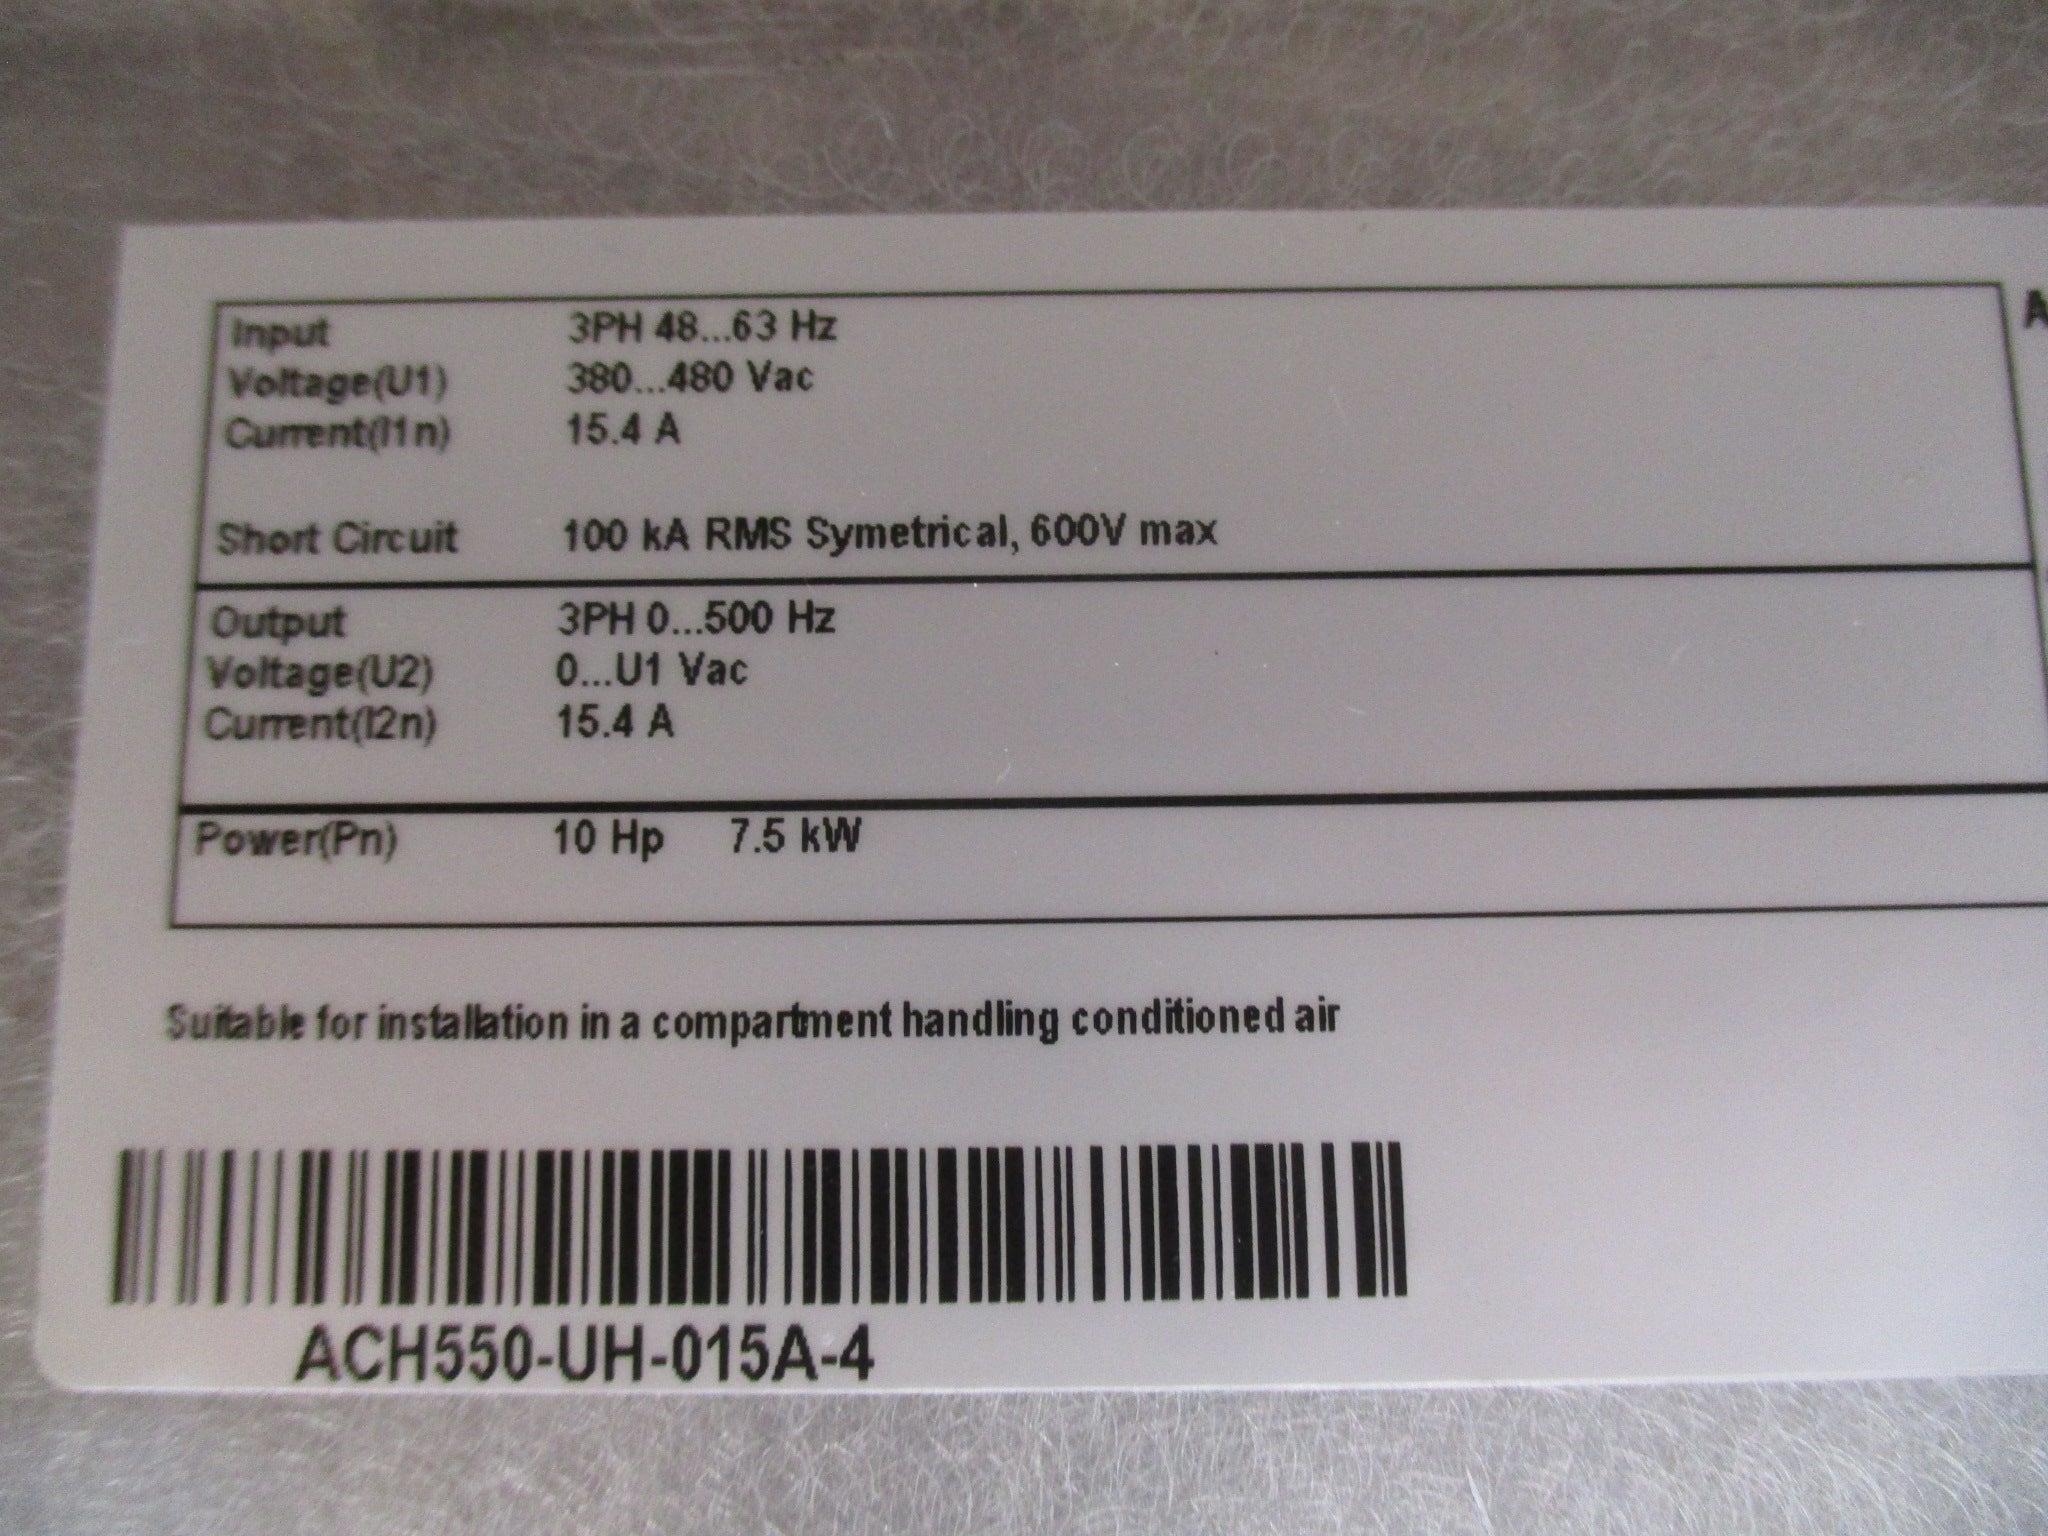 Input 3PH 48...63 Hz
Voltage(U1) 380...480 Vac
Current(I1n) 15.4 A
Short Circuit 100 kA RMS Symetrical, 600V max
Output 3PH 0...500 Hz
Voltage(U2) 0...U1 Vac
Current(I2n) 15.4 A
Power(Pn) 10 Hp 7.5 kW
Suitable for installation in a compartment handling conditioned air
ACH550-UH-015A-4